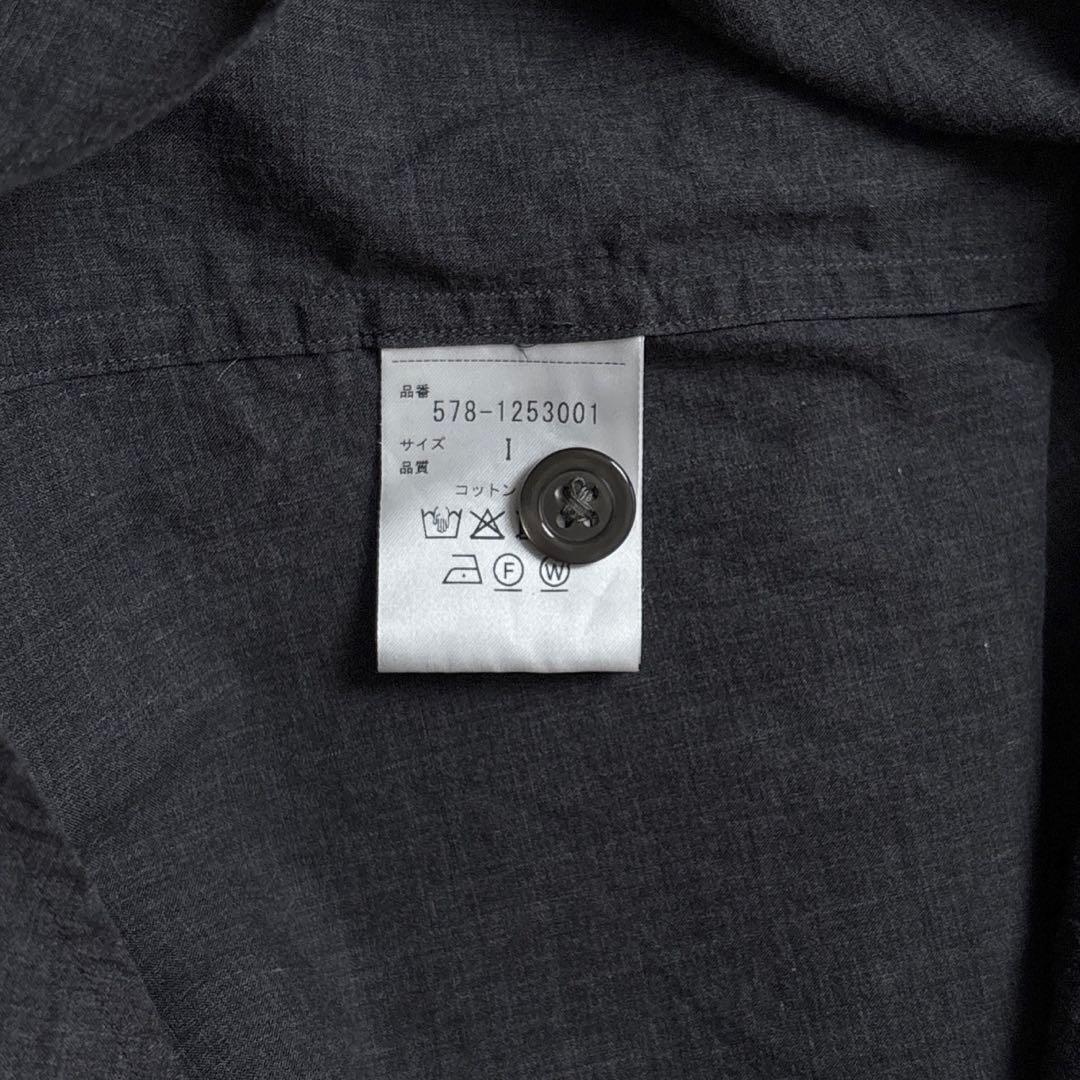 品番
578-1253001
サイズ I
品質
コットン
F W